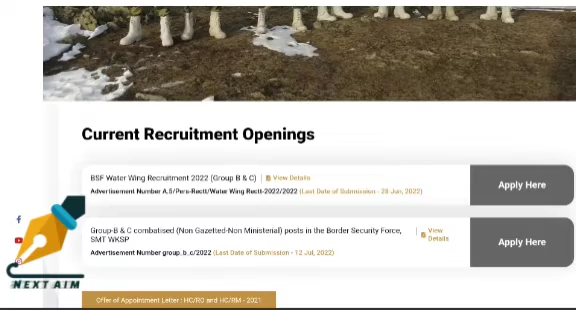 Current Recruitment Openings
BSF Water Wing Recruitment 2022 (Group B & C) | View Details
Advertisement Number A.5/Pers-Rectt/Water Wing Rectt-2022/2022 (Last Date of Submission - 28 Jun, 2022)
Apply Here
Group-B & C combatised (Non Gazetted-Non Ministerial) posts in the Border Security Force,
SMT WKSP
| View
Details
Advertisement Number group_b_c/2022 (Last Date of Submission - 12 Jul, 2022)
Apply Here
NEXT AIM
Offer of Appointment Letter : HC/RO and HC/RM - 2021